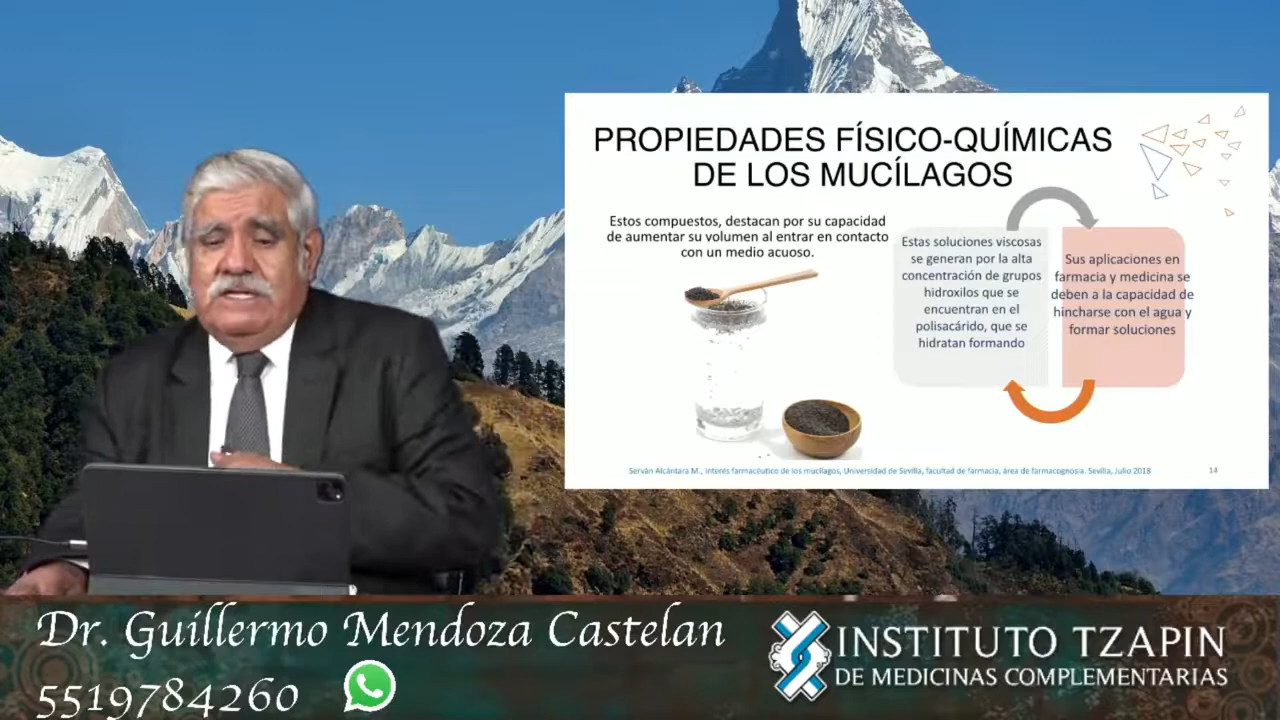 PROPIEDADES FÍSICO-QUÍMICAS
DE LOS MUCÍLAGOS
Estos compuestos, destacan por su capacidad
de aumentar su volumen al entrar en contacto
con un medio acuoso.
Estas soluciones viscosas
se generan por la alta
concentración de grupos
hidroxilos que se
encuentran en el
polisacárido, que se
hidratan formando
Sus aplicaciones en
farmacia y medicina se
deben a la capacidad de
hincharse con el agua y
formar soluciones
Serván Alcántara M., Interés farmacéutico de los mucílagos, Universidad de Sevilla, facultad de farmacia, área de farmacognosia. Sevilla, Julio 2018
14
Dr. Guillermo Mendoza Castelan
5519784260
INSTITUTO TZAPIN
DE MEDICINAS COMPLEMENTARIAS